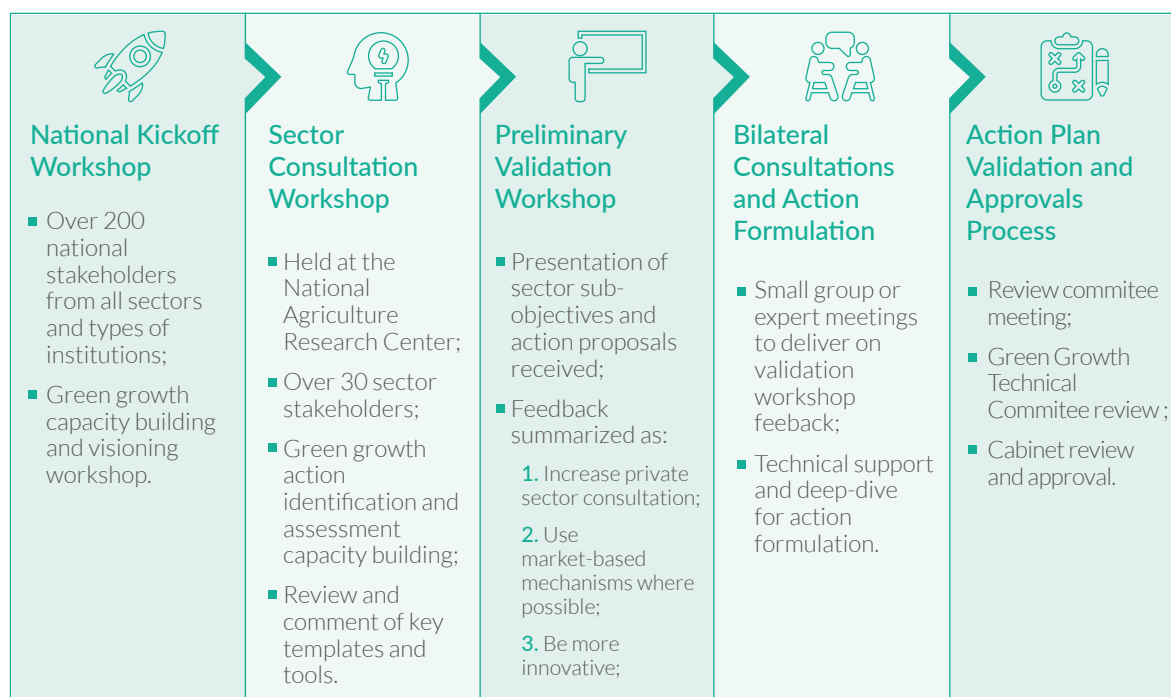 National Kickoff
Workshop
▪ Over 200
national
stakeholders
from all sectors
and types of
institutions;
▪ Green growth
capacity building
and visioning
workshop.
Sector
Consultation
Workshop
▪ Held at the
National
Agriculture
Research Center;
▪ Over 30 sector
stakeholders;
▪ Green growth
action
identification and
assessment
capacity building;
▪ Review and
comment of key
templates and
tools.
Preliminary
Validation
Workshop
▪ Presentation of
sector sub-
objectives and
action proposals
received;
▪ Feedback
summarized as:
1. Increase private
sector consultation;
2. Use
market-based
mechanisms where
possible;
3. Be more
innovative;
Bilateral
Consultations
and Action
Formulation
▪ Small group or
expert meetings
to deliver on
validation
workshop
feeback;
▪ Technical support
and deep-dive
for action
formulation.
Action Plan
Validation and
Approvals
Process
▪ Review commitee
meeting;
▪ Green Growth
Technical
Commitee review ;
▪ Cabinet review
and approval.